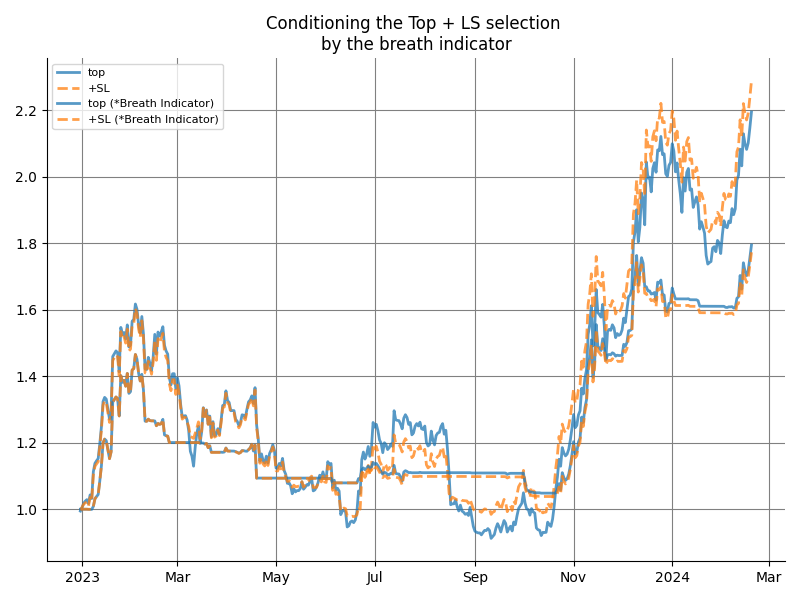 Conditioning the Top + LS selection
by the breath indicator
top
+SL
top (*Breath Indicator)
+SL (*Breath Indicator)
2.2
2.0
1.8
1.6
1.4
1.2
1.0
2023 Mar May Jul Sep Nov 2024 Mar